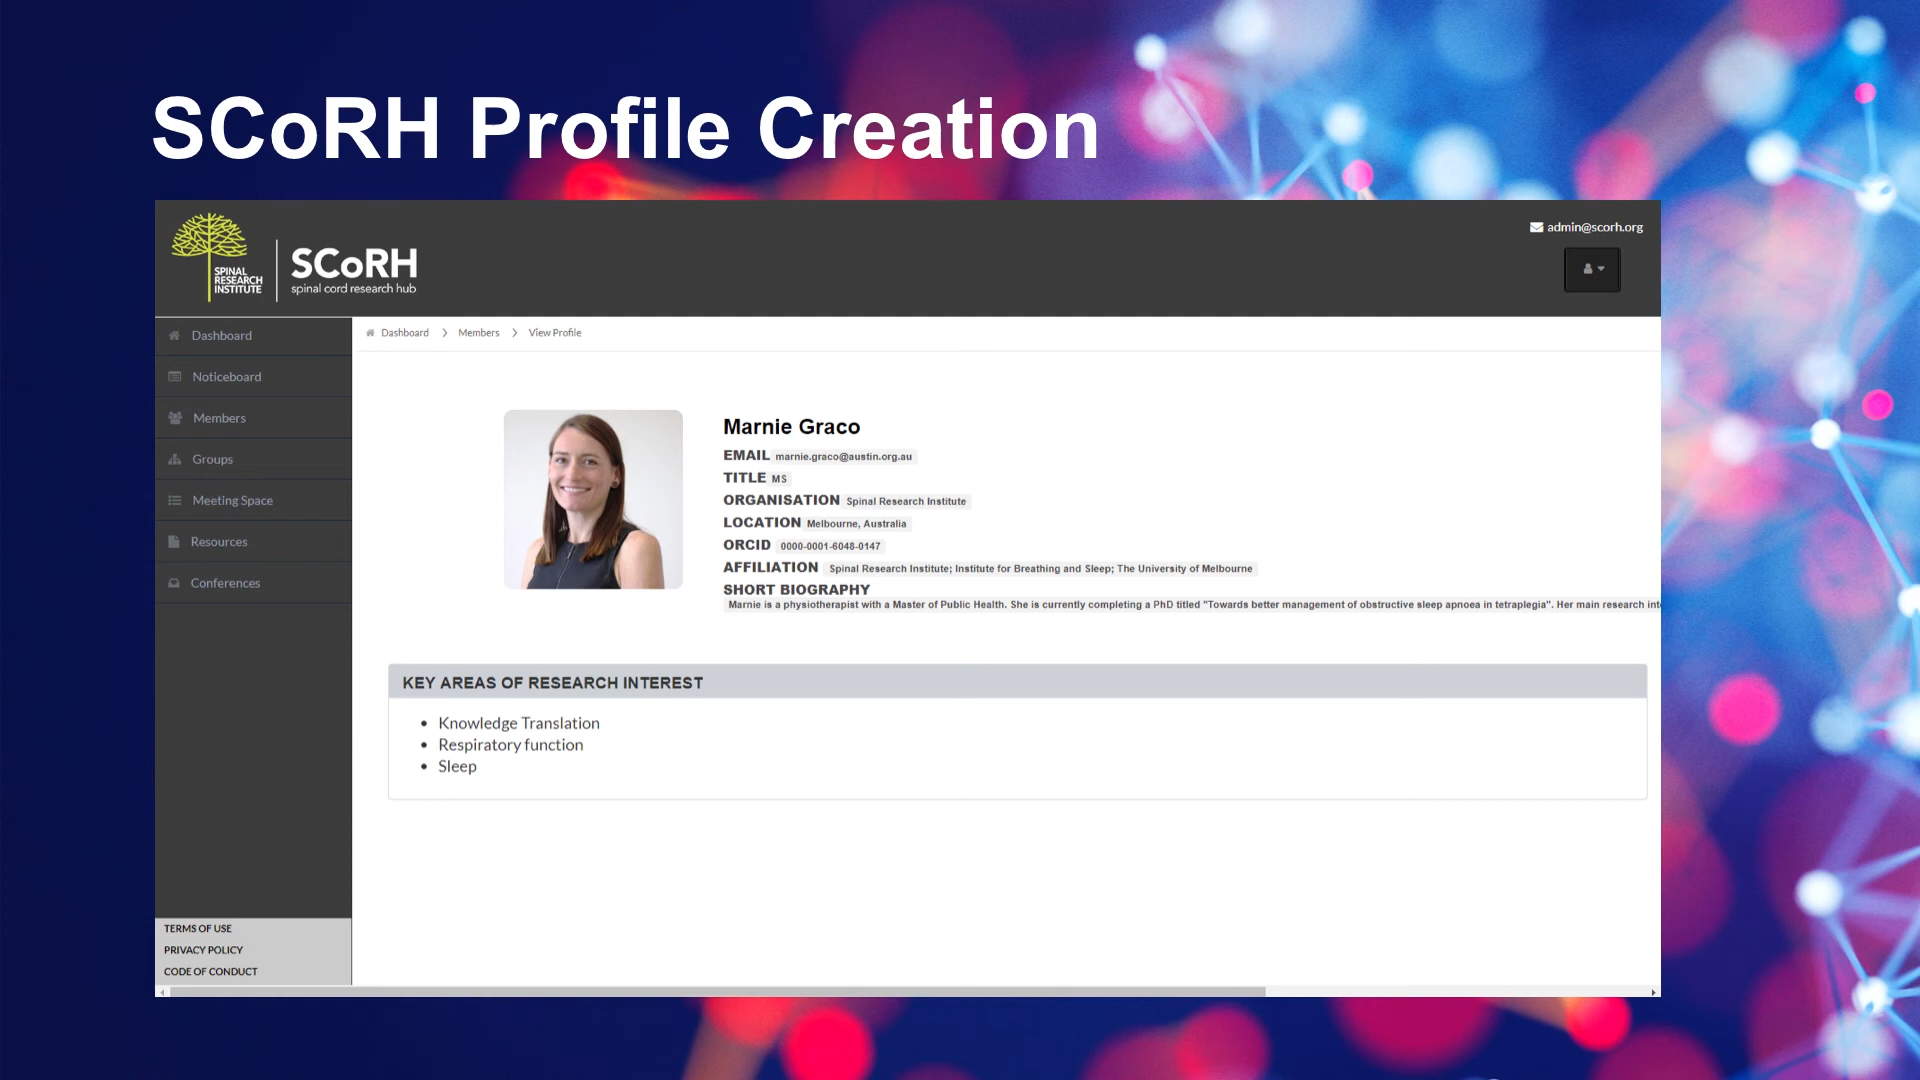 SCoRH Profile Creation
SPINAL
RESEARCH
INSTITUTE
SCoRH
spinal cord research hub
admin@scorh.org
Dashboard
Noticeboard
Members
Groups
Meeting Space
Resources
Conferences
TERMS OF USE
PRIVACY POLICY
CODE OF CONDUCT
Dashboard > Members > View Profile
Marnie Graco
EMAIL marnie.graco@austin.org.au
TITLE MS
ORGANISATION Spinal Research Institute
LOCATION Melbourne, Australia
ORCID 0000-0001-6048-0147
AFFILIATION Spinal Research Institute; Institute for Breathing and Sleep; The University of Melbourne
SHORT BIOGRAPHY
Marnie is a physiotherapist with a Master of Public Health. She is currently completing a PhD titled "Towards better management of obstructive sleep apnoea in tetraplegia". Her main research
KEY AREAS OF RESEARCH INTEREST
• Knowledge Translation
• Respiratory function
• Sleep